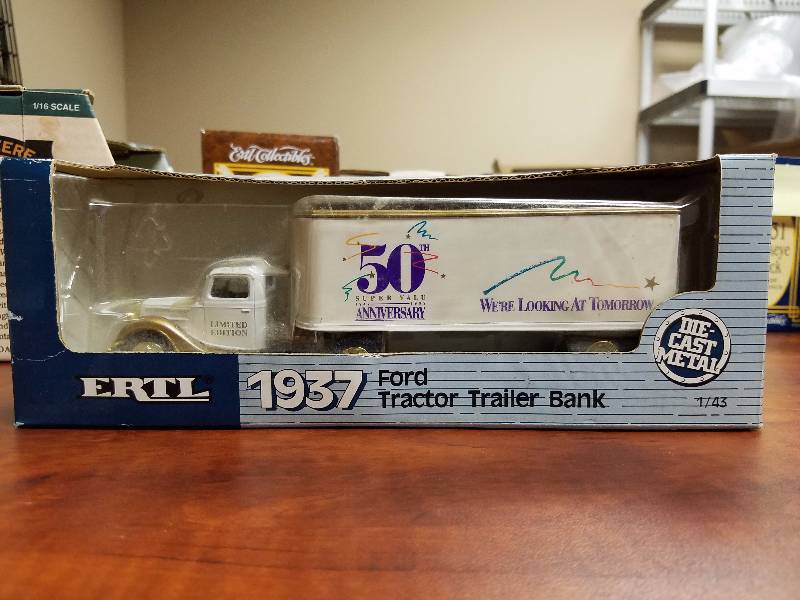 1/16 SCALE
ERE
Ertl Collectibles
50TH
SUPER VALU
ANNIVERSARY
WE'RE LOOKING AT TOMORROW
LIMITED
EDITION
DIE-
CAST
METAL
ERTL
1937 Ford
Tractor Trailer Bank
1/43